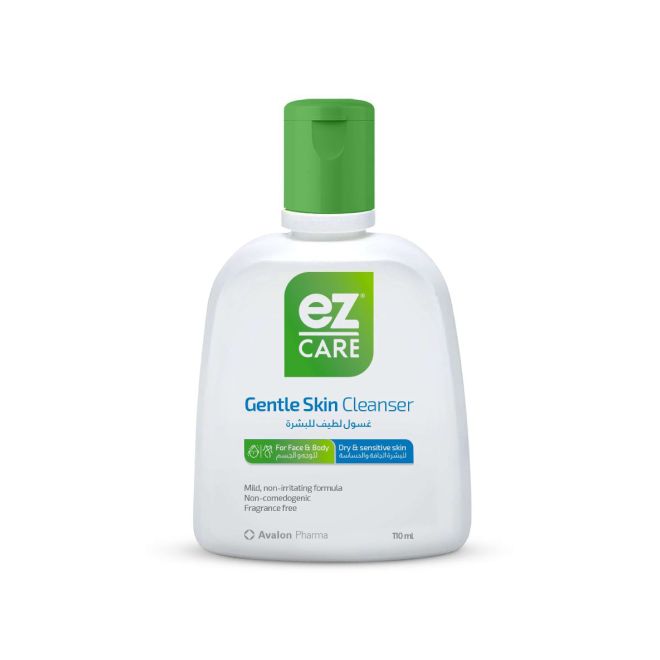 ez®
CARE
Gentle Skin Cleanser
غسول لطيف للبشرة
For Face & Body
للوجه و الجسم
Dry & sensitive skin
للبشرة الجافة والحساسة
Mild, non-irritating formula
Non-comedogenic
Fragrance free
Avalon Pharma
110 mL